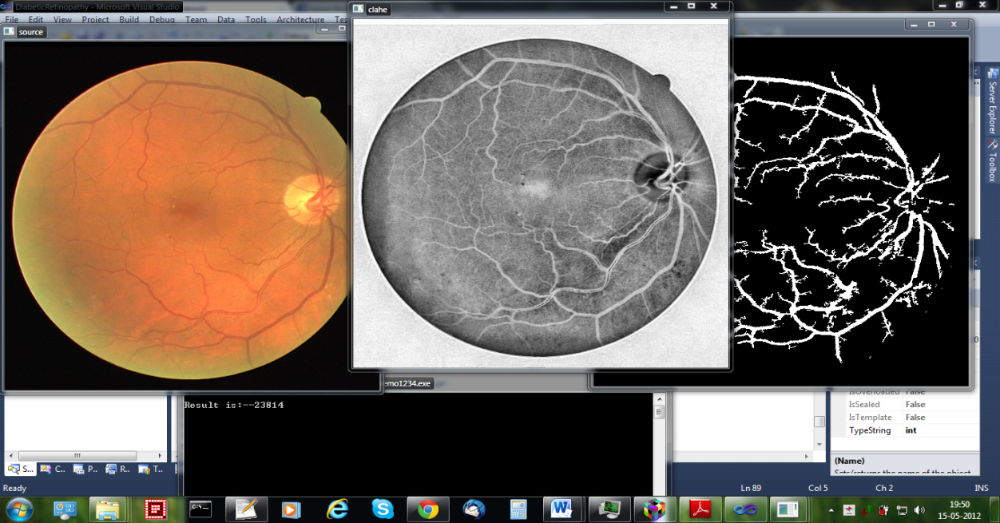 DiabeticRetinopathy - Microsoft Visual Studio
File Edit View Project Build Debug Team Data Tools Architecture
source
clahe
Server Explorer
Toolbox
emo1234.exe
Result is:--23814
IsOverloaded False
IsSealed False
IsTemplate False
TypeString int
(Name)
Sets/returns the name of the object
S... C.. P.. R.. T..
Ready
Ln 89 Col 5 Ch 2 INS
19:50
15-05-2012